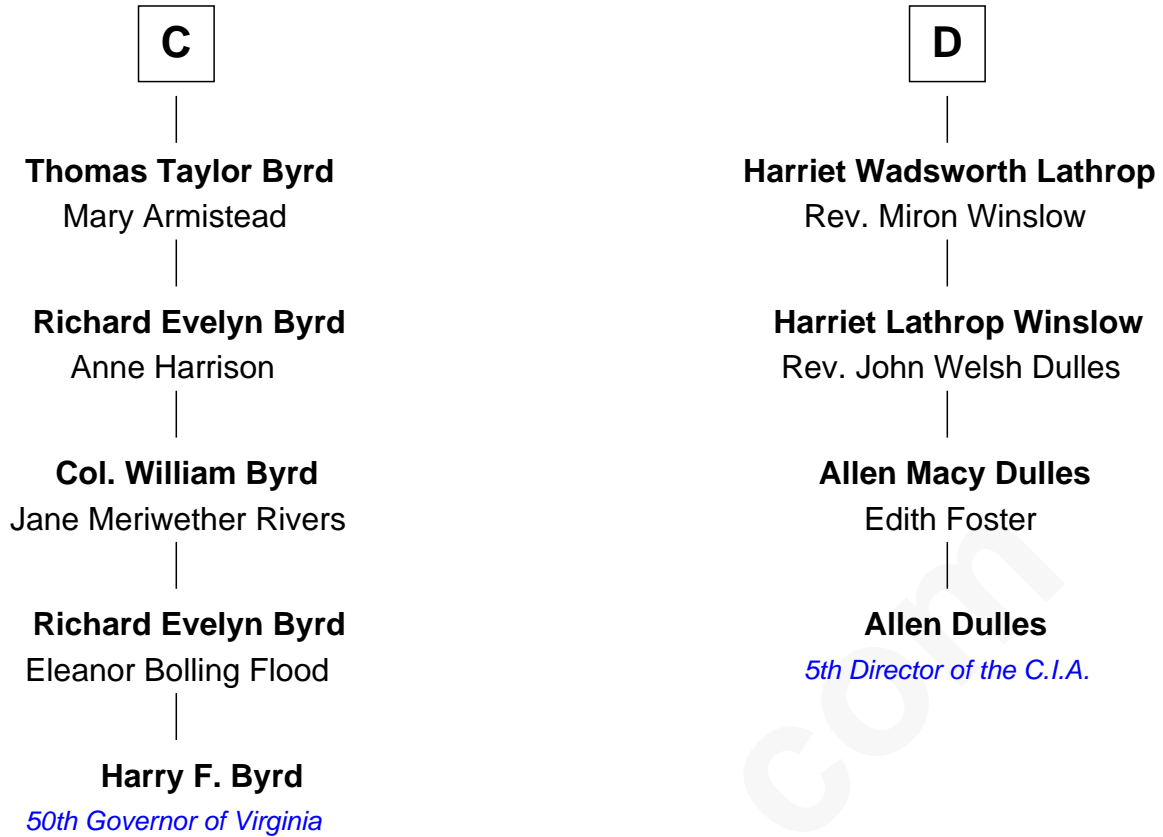 C
Thomas Taylor Byrd
Mary Armistead
Richard Evelyn Byrd
Anne Harrison
Col. William Byrd
Jane Meriwether Rivers
Richard Evelyn Byrd
Eleanor Bolling Flood
Harry F. Byrd
50th Governor of Virginia
D
Harriet Wadsworth Lathrop
Rev. Miron Winslow
Harriet Lathrop Winslow
Rev. John Welsh Dulles
Allen Macy Dulles
Edith Foster
Allen Dulles
5th Director of the C.I.A.
com